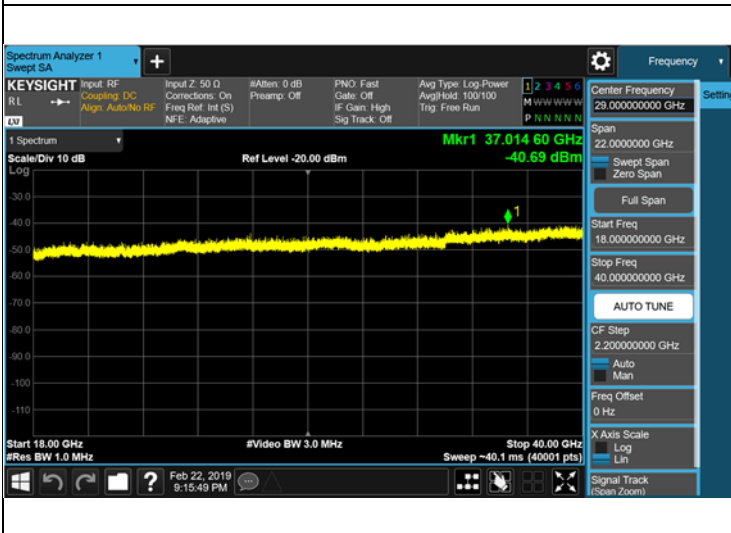 Spectrum Analyzer 1
Swept SA
+
Frequency
KEYSIGHT
RL
LXI
Input: RF
Coupling: DC
Align: Auto/No RF
Input Z: 50 Ω
Corrections: On
Freq Ref: Int (S)
NFE: Adaptive
#Atten: 0 dB
Preamp: Off
PNO: Fast
Gate: Off
IF Gain: High
Sig Track: Off
Avg Type: Log-Power
Avg|Hold: 100/100
Trig: Free Run
1 2 3 4 5 6
M W W W W W
P N N N N N
Center Frequency
29.000000000 GHz
Settin
Span
22.0000000 GHz
Swept Span
Zero Span
Full Span
Start Freq
18.000000000 GHz
Stop Freq
40.000000000 GHz
AUTO TUNE
CF Step
2.200000000 GHz
Auto
Man
Freq Offset
0 Hz
X Axis Scale
Log
Lin
Signal Track
(Span Zoom)
1 Spectrum
Scale/Div 10 dB
Log
Ref Level -20.00 dBm
Mkr1 37.014 60 GHz
-40.69 dBm
1
-30.0
-40.0
-50.0
-60.0
-70.0
-80.0
-90.0
-100
-110
Start 18.00 GHz
#Res BW 1.0 MHz
#Video BW 3.0 MHz
Stop 40.00 GHz
Sweep ~40.1 ms (40001 pts)
?
Feb 22, 2019
9:15:49 PM